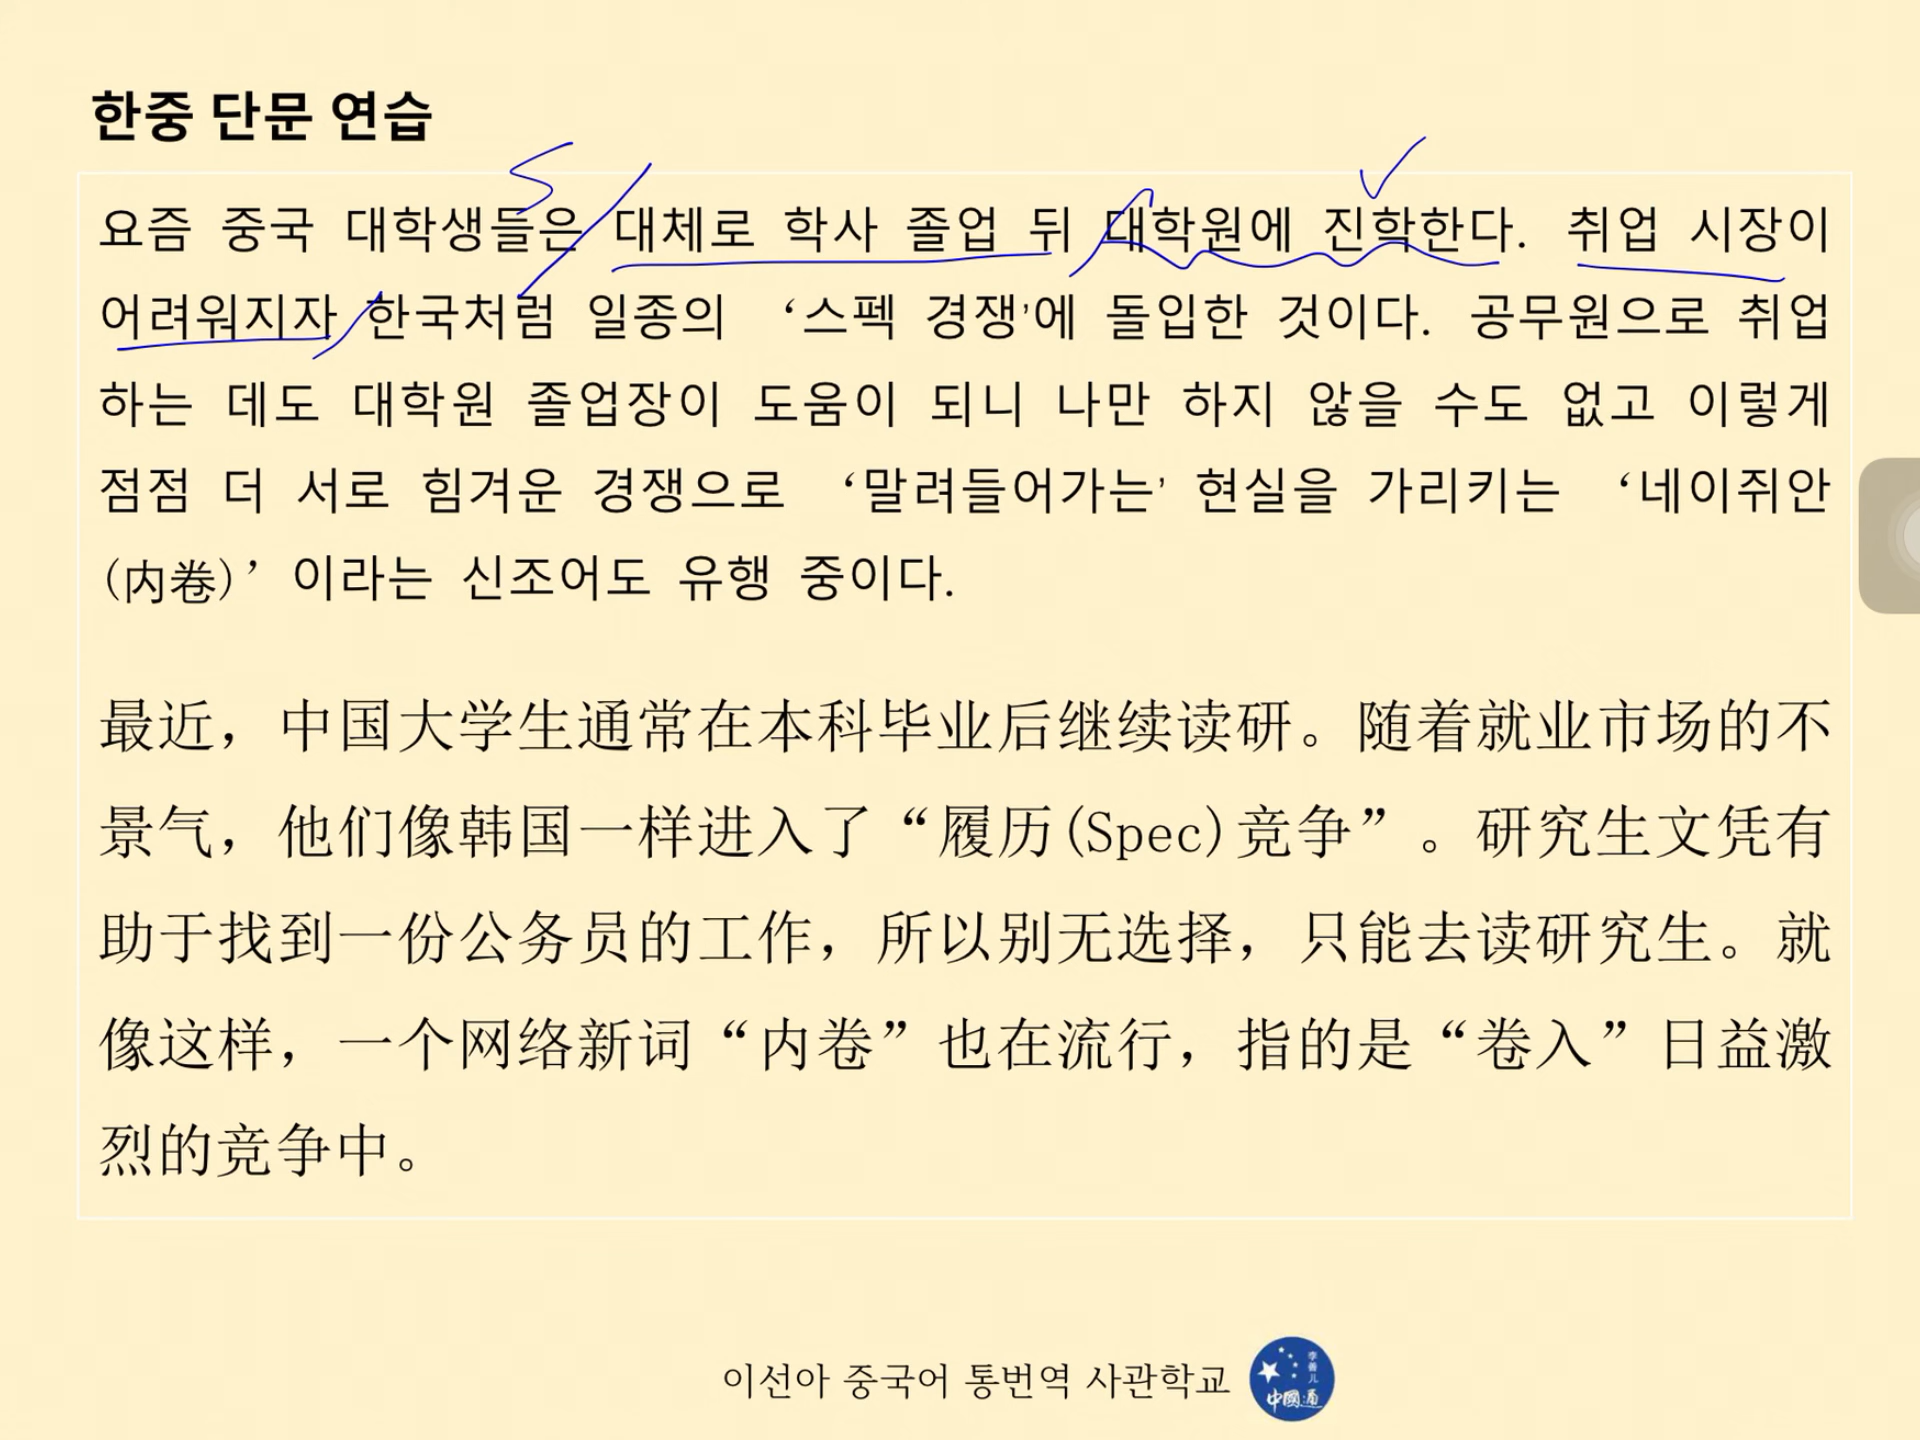 한중 단문 연습
S
V
요즘 중국 대학생들은 대체로 학사 졸업 뒤 대학원에 진학한다. 취업 시장이
어려워지자 한국처럼 일종의 ‘스펙 경쟁’에 돌입한 것이다. 공무원으로 취업
하는 데도 대학원 졸업장이 도움이 되니 나만 하지 않을 수도 없고 이렇게
점점 더 서로 힘겨운 경쟁으로 ‘말려들어가는’ 현실을 가리키는 ‘네이쥐안
(内卷)’ 이라는 신조어도 유행 중이다.
最近，中国大学生通常在本科毕业后继续读研。随着就业市场的不
景气，他们像韩国一样进入了“履历(Spec)竞争”。研究生文凭有
助于找到一份公务员的工作，所以别无选择，只能去读研究生。就
像这样，一个网络新词“内卷”也在流行，指的是“卷入”日益激
烈的竞争中。
이선아 중국어 통번역 사관학교
李善儿
中國通